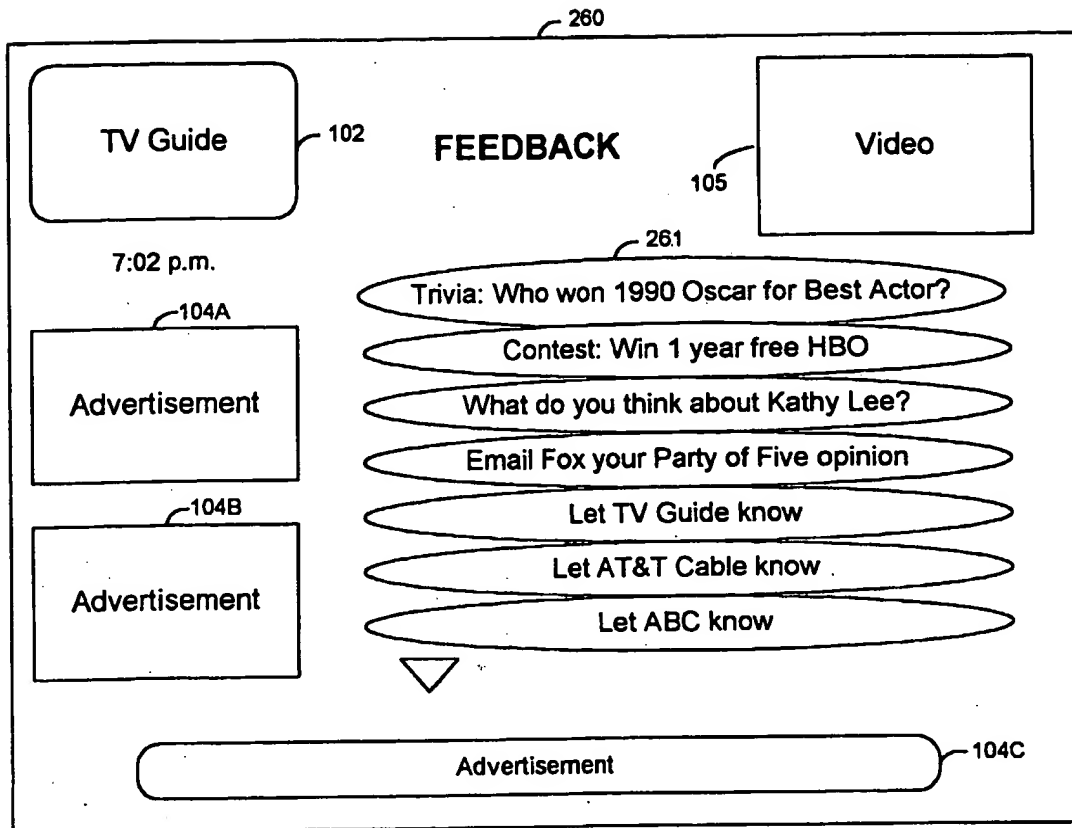 260
TV Guide
102
FEEDBACK
105
Video
7:02 p.m.
261
Trivia: Who won 1990 Oscar for Best Actor?
104A
Advertisement
Contest: Win 1 year free HBO
What do you think about Kathy Lee?
Email Fox your Party of Five opinion
104B
Advertisement
Let TV Guide know
Let AT&T Cable know
Let ABC know
Advertisement
104C